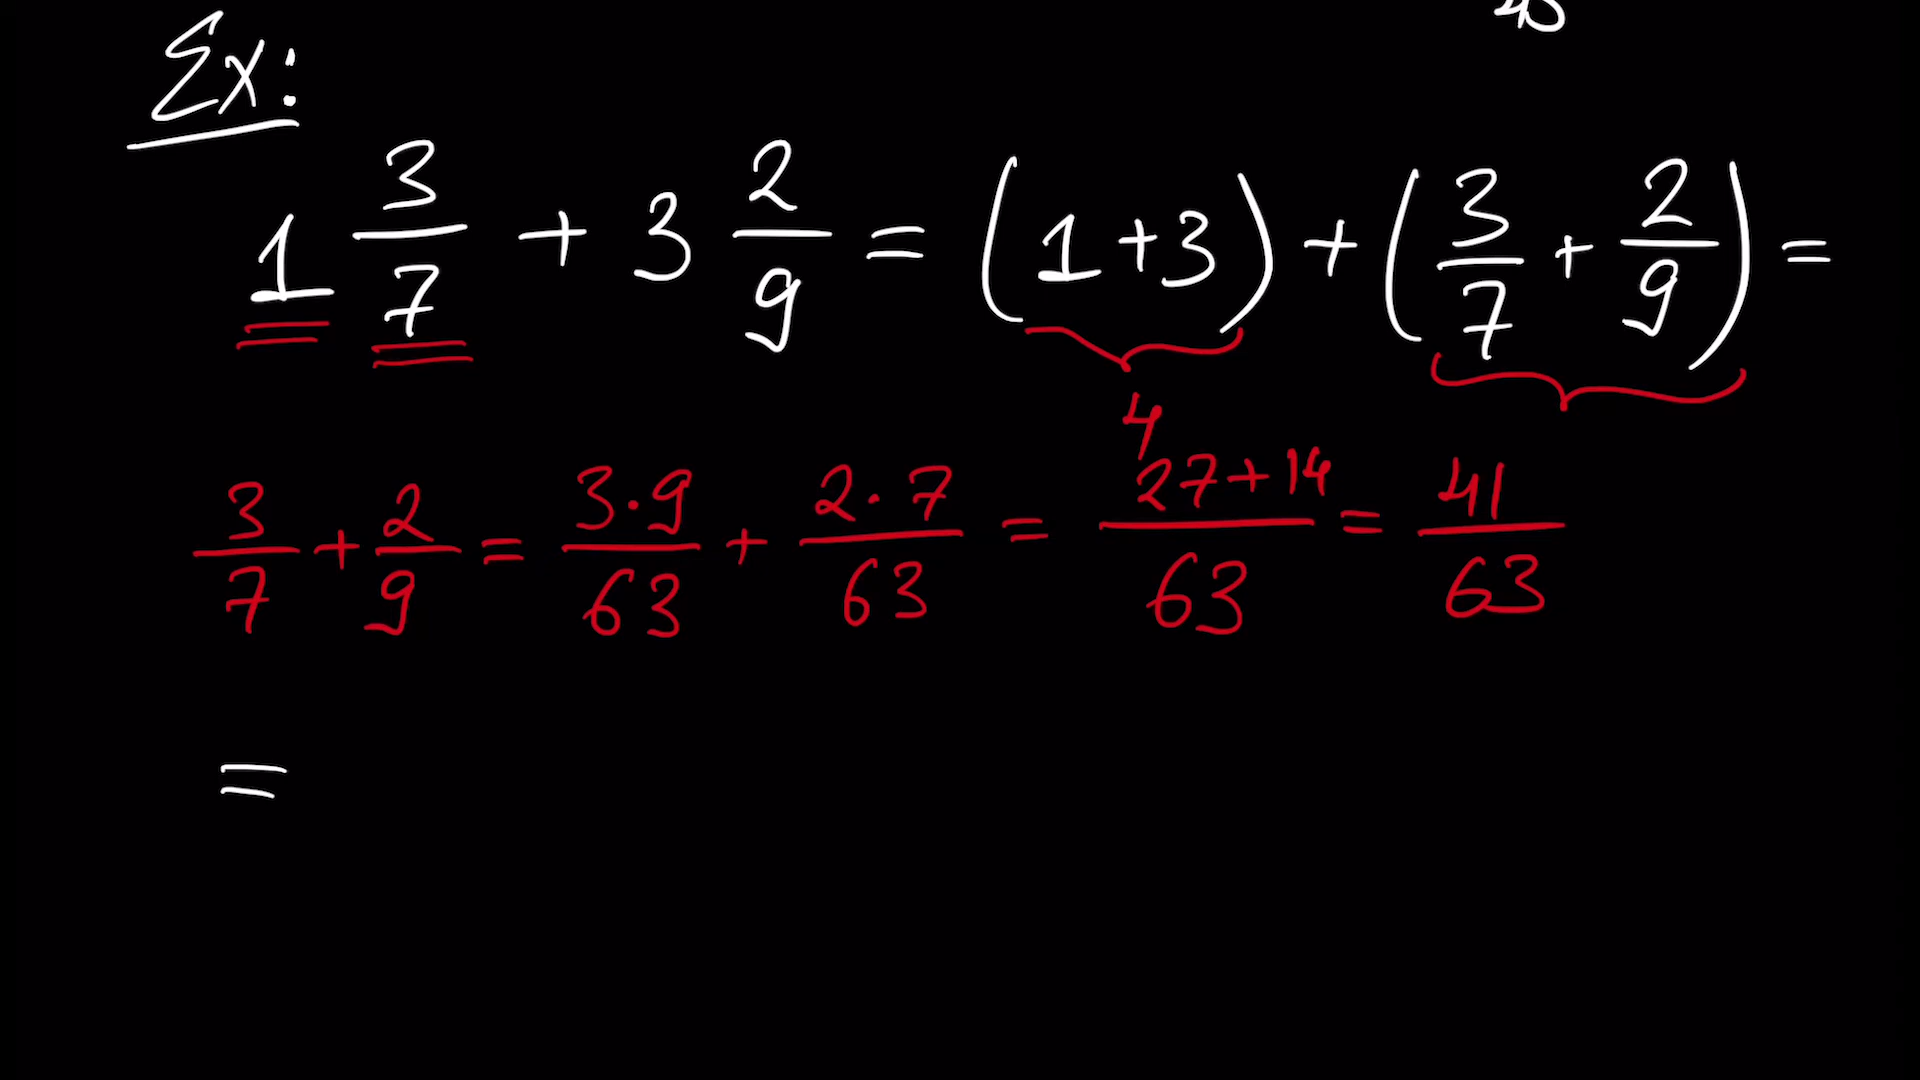 Ex:
1 3/7 + 3 2/9 = (1+3) + (3/7 + 2/9) =
4
3/7 + 2/9 = 3·9/63 + 2·7/63 = 27+14/63 = 41/63
=